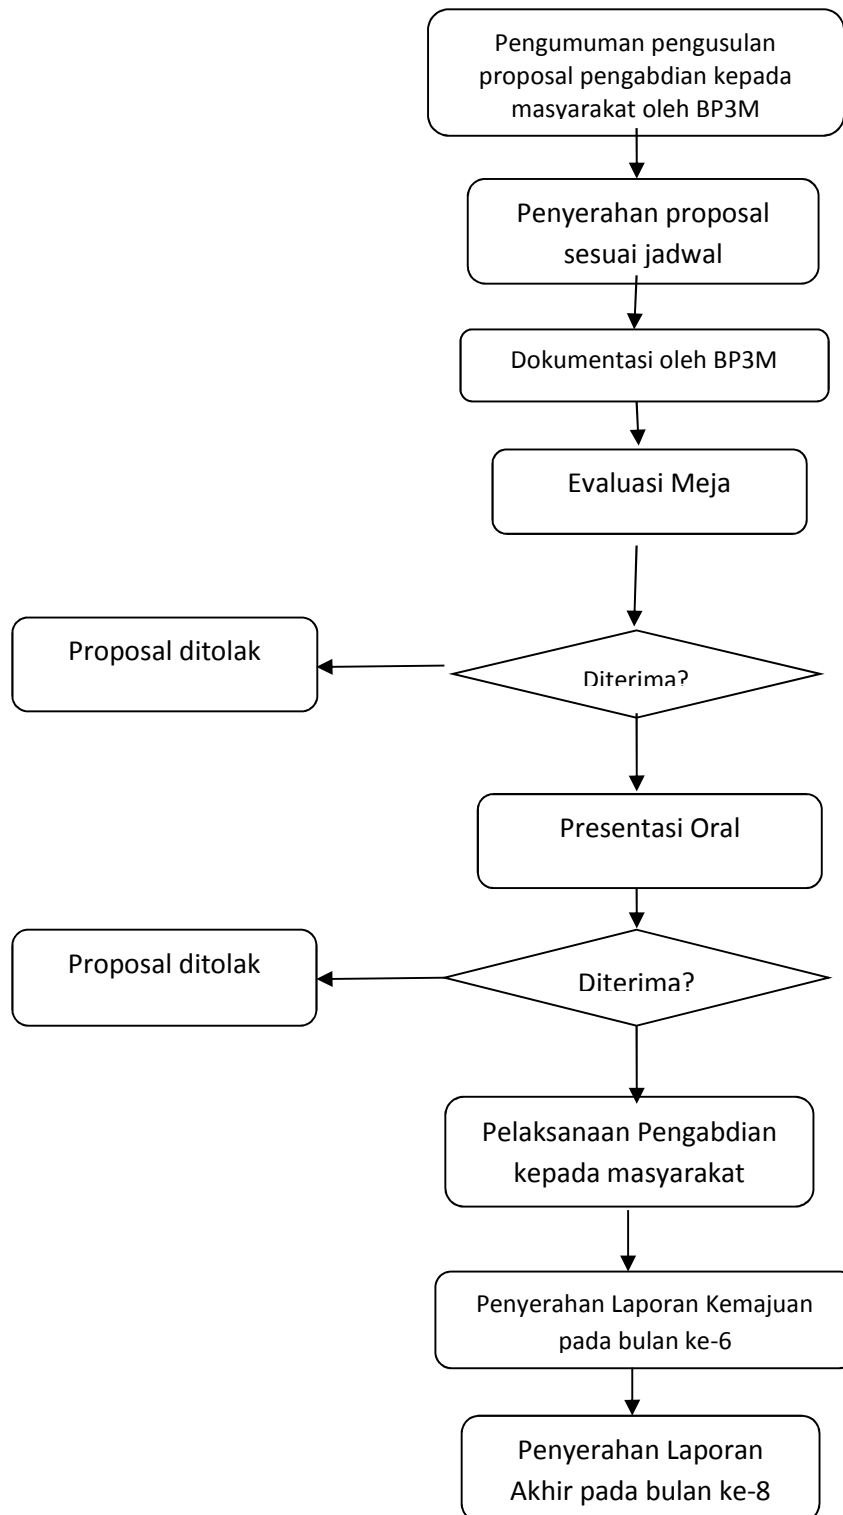 Pengumuman pengusulan
proposal pengabdian kepada
masyarakat oleh BP3M
Penyerahan proposal
sesuai jadwal
Dokumentasi oleh BP3M
Evaluasi Meja
Proposal ditolak
Diterima?
Presentasi Oral
Proposal ditolak
Diterima?
Pelaksanaan Pengabdian
kepada masyarakat
Penyerahan Laporan Kemajuan
pada bulan ke-6
Penyerahan Laporan
Akhir pada bulan ke-8